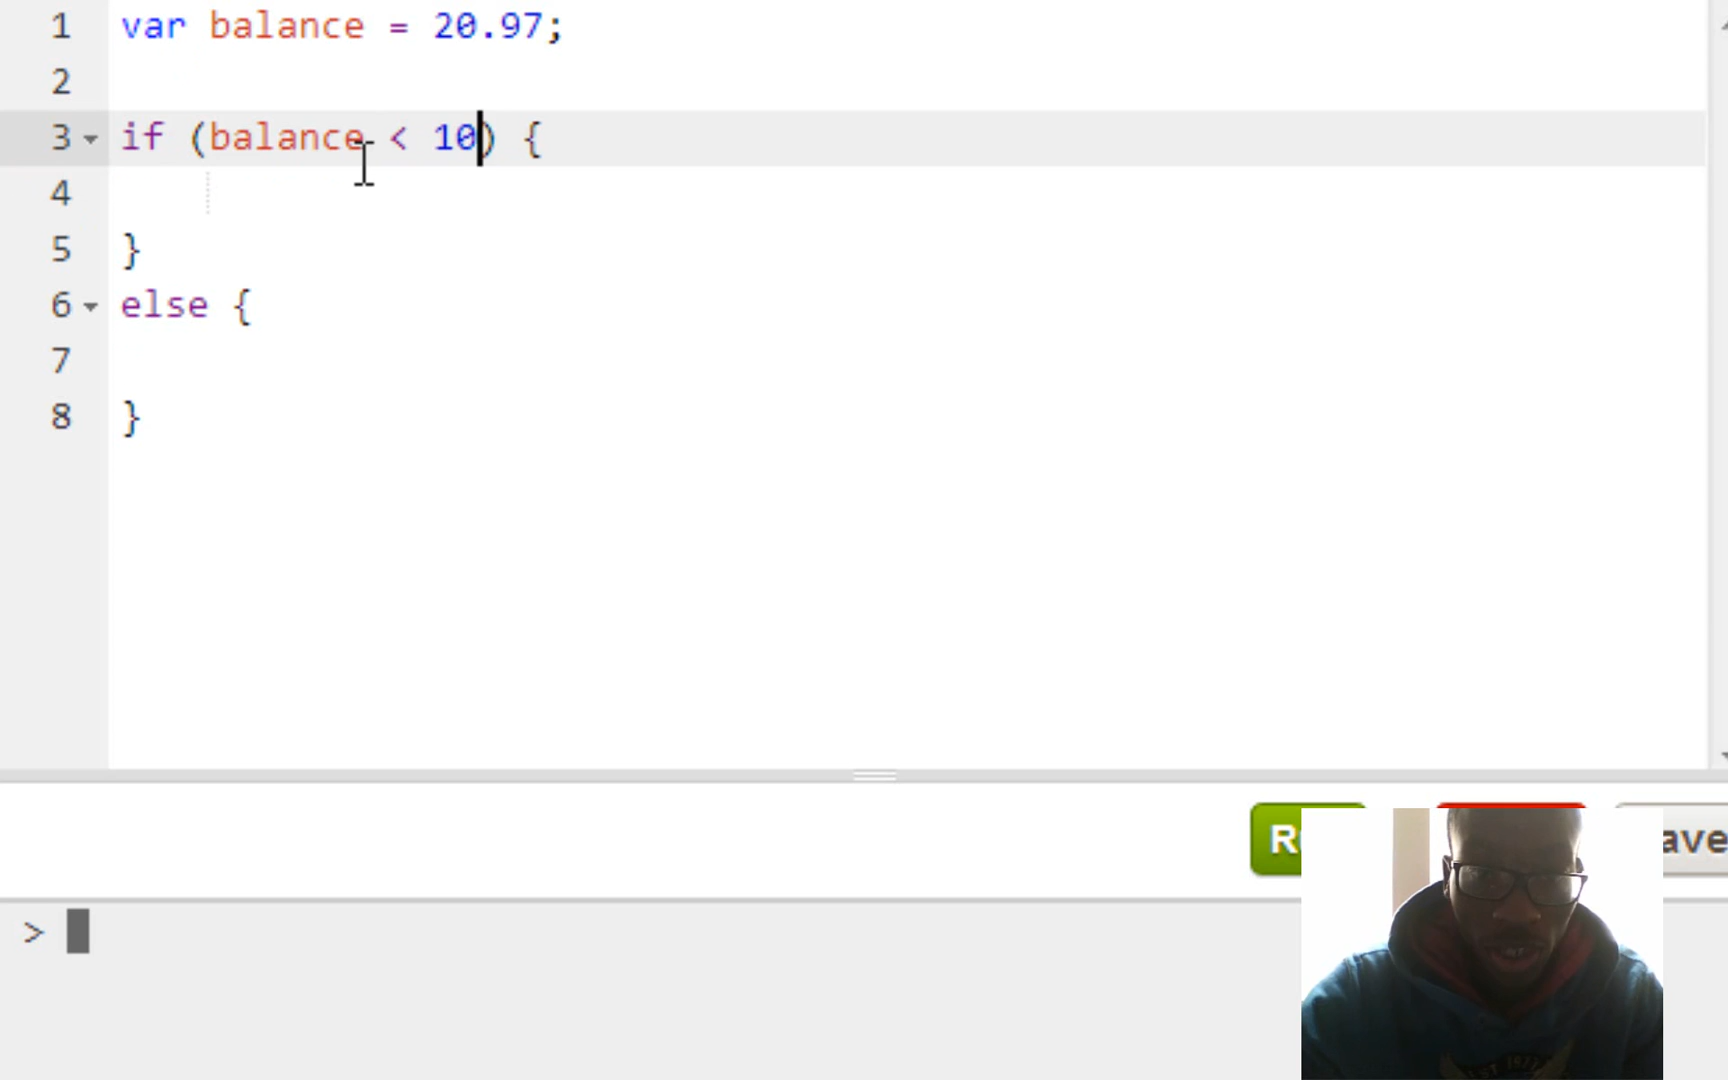 1 var balance = 20.97;
2
3 if (balance < 10) {
4
5 }
6 else {
7
8 }
>